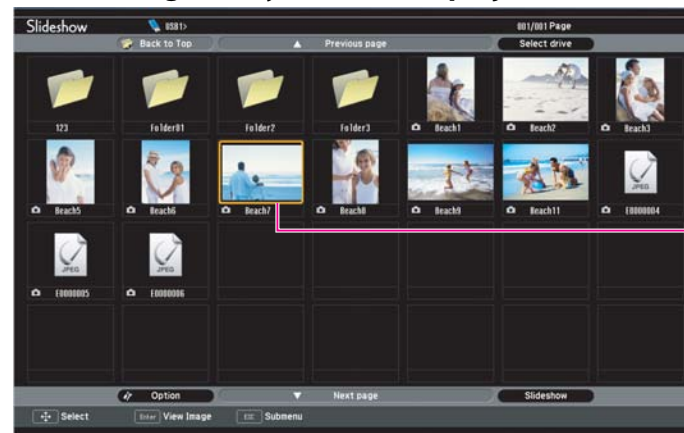 Slideshow USB1> 001/001 Page
Back to Top Previous page Select drive
123 Folder01 Folder2 Folder3 Beach1 Beach2 Beach3
JPEG
Beach5 Beach6 Beach7 Beach8 Beach9 Beach11 E0000004
JPEG JPEG
E0000005 E0000006
Option Next page Slideshow
Select Enter View Image ESC Submenu